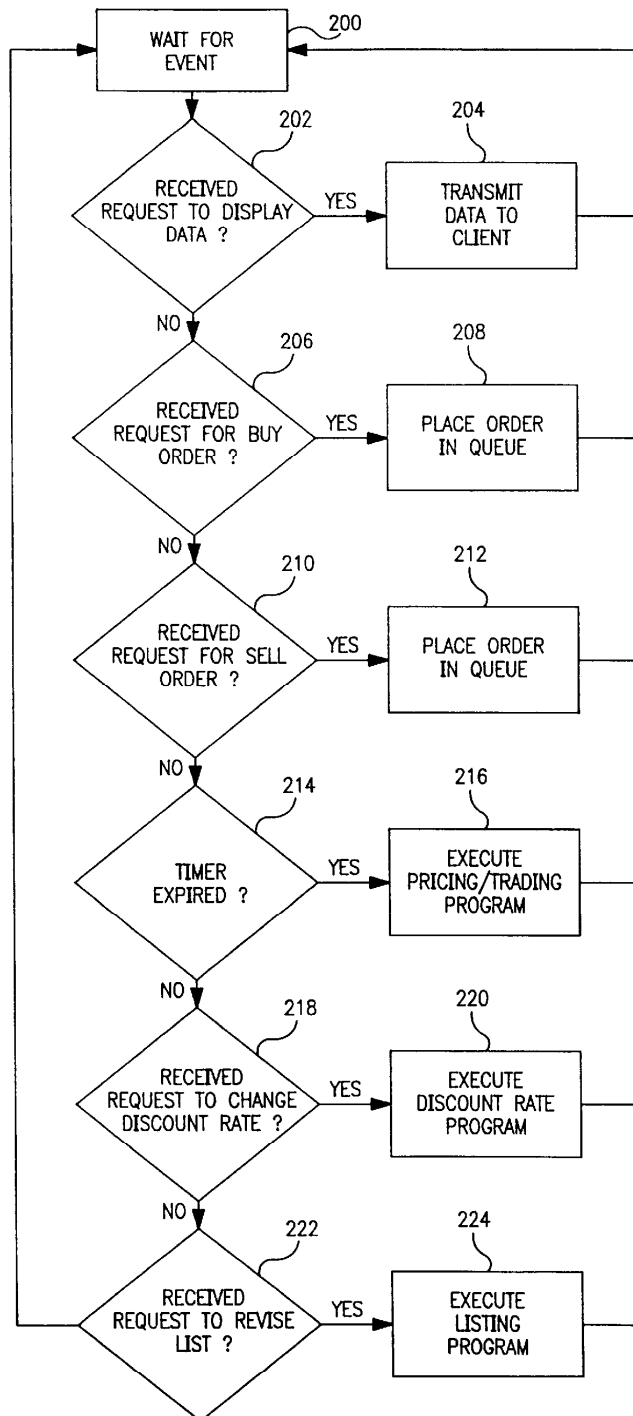 200
WAIT FOR
EVENT
202
RECEIVED
REQUEST TO DISPLAY
DATA ?
YES
204
TRANSMIT
DATA TO
CLIENT
NO
206
RECEIVED
REQUEST FOR BUY
ORDER ?
YES
208
PLACE ORDER
IN QUEUE
NO
210
RECEIVED
REQUEST FOR SELL
ORDER ?
YES
212
PLACE ORDER
IN QUEUE
NO
214
TIMER
EXPIRED ?
YES
216
EXECUTE
PRICING/TRADING
PROGRAM
NO
218
RECEIVED
REQUEST TO CHANGE
DISCOUNT RATE ?
YES
220
EXECUTE
DISCOUNT RATE
PROGRAM
NO
222
RECEIVED
REQUEST TO REVISE
LIST ?
YES
224
EXECUTE
LISTING
PROGRAM